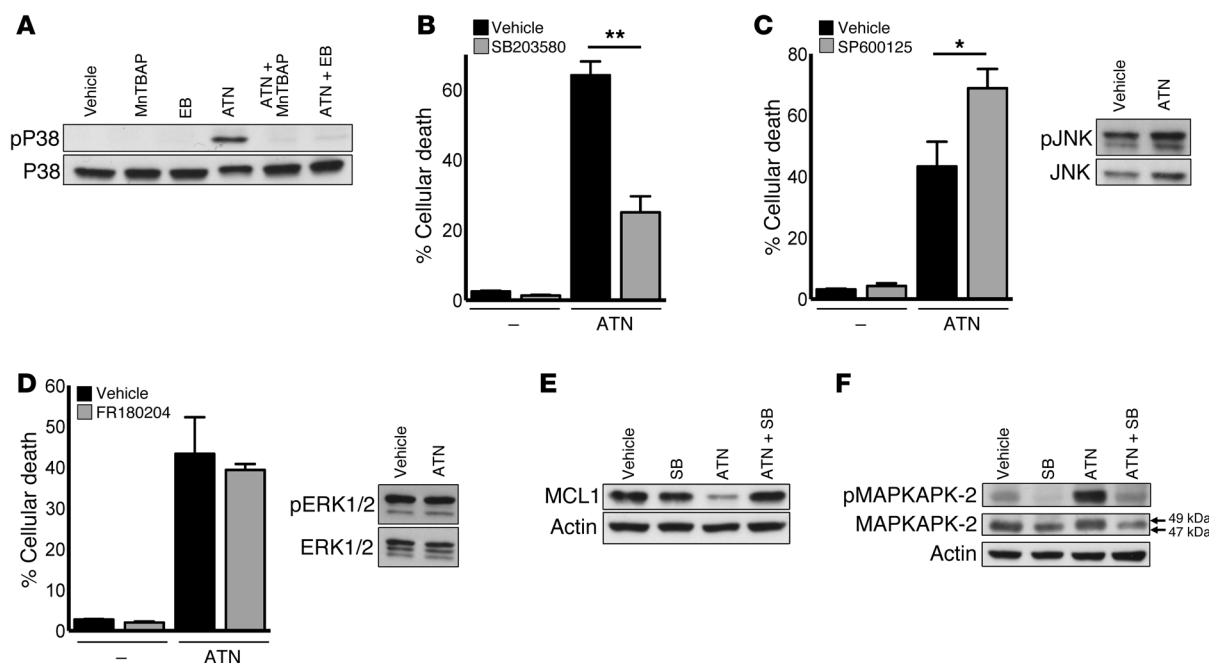 A
Vehicle
MnTBAP
EB
ATN
ATN +
MnTBAP
ATN + EB
pP38
P38
B
Vehicle
SB203580
**
% Cellular death
60
40
20
0
–
ATN
C
Vehicle
SP600125
*
% Cellular death
80
60
40
20
0
–
ATN
Vehicle
ATN
pJNK
JNK
D
Vehicle
FR180204
% Cellular death
60
50
40
30
20
10
0
–
ATN
Vehicle
ATN
pERK1/2
ERK1/2
E
Vehicle
SB
ATN
ATN + SB
MCL1
Actin
F
Vehicle
SB
ATN
ATN + SB
pMAPKAPK-2
MAPKAPK-2
49 kDa
47 kDa
Actin